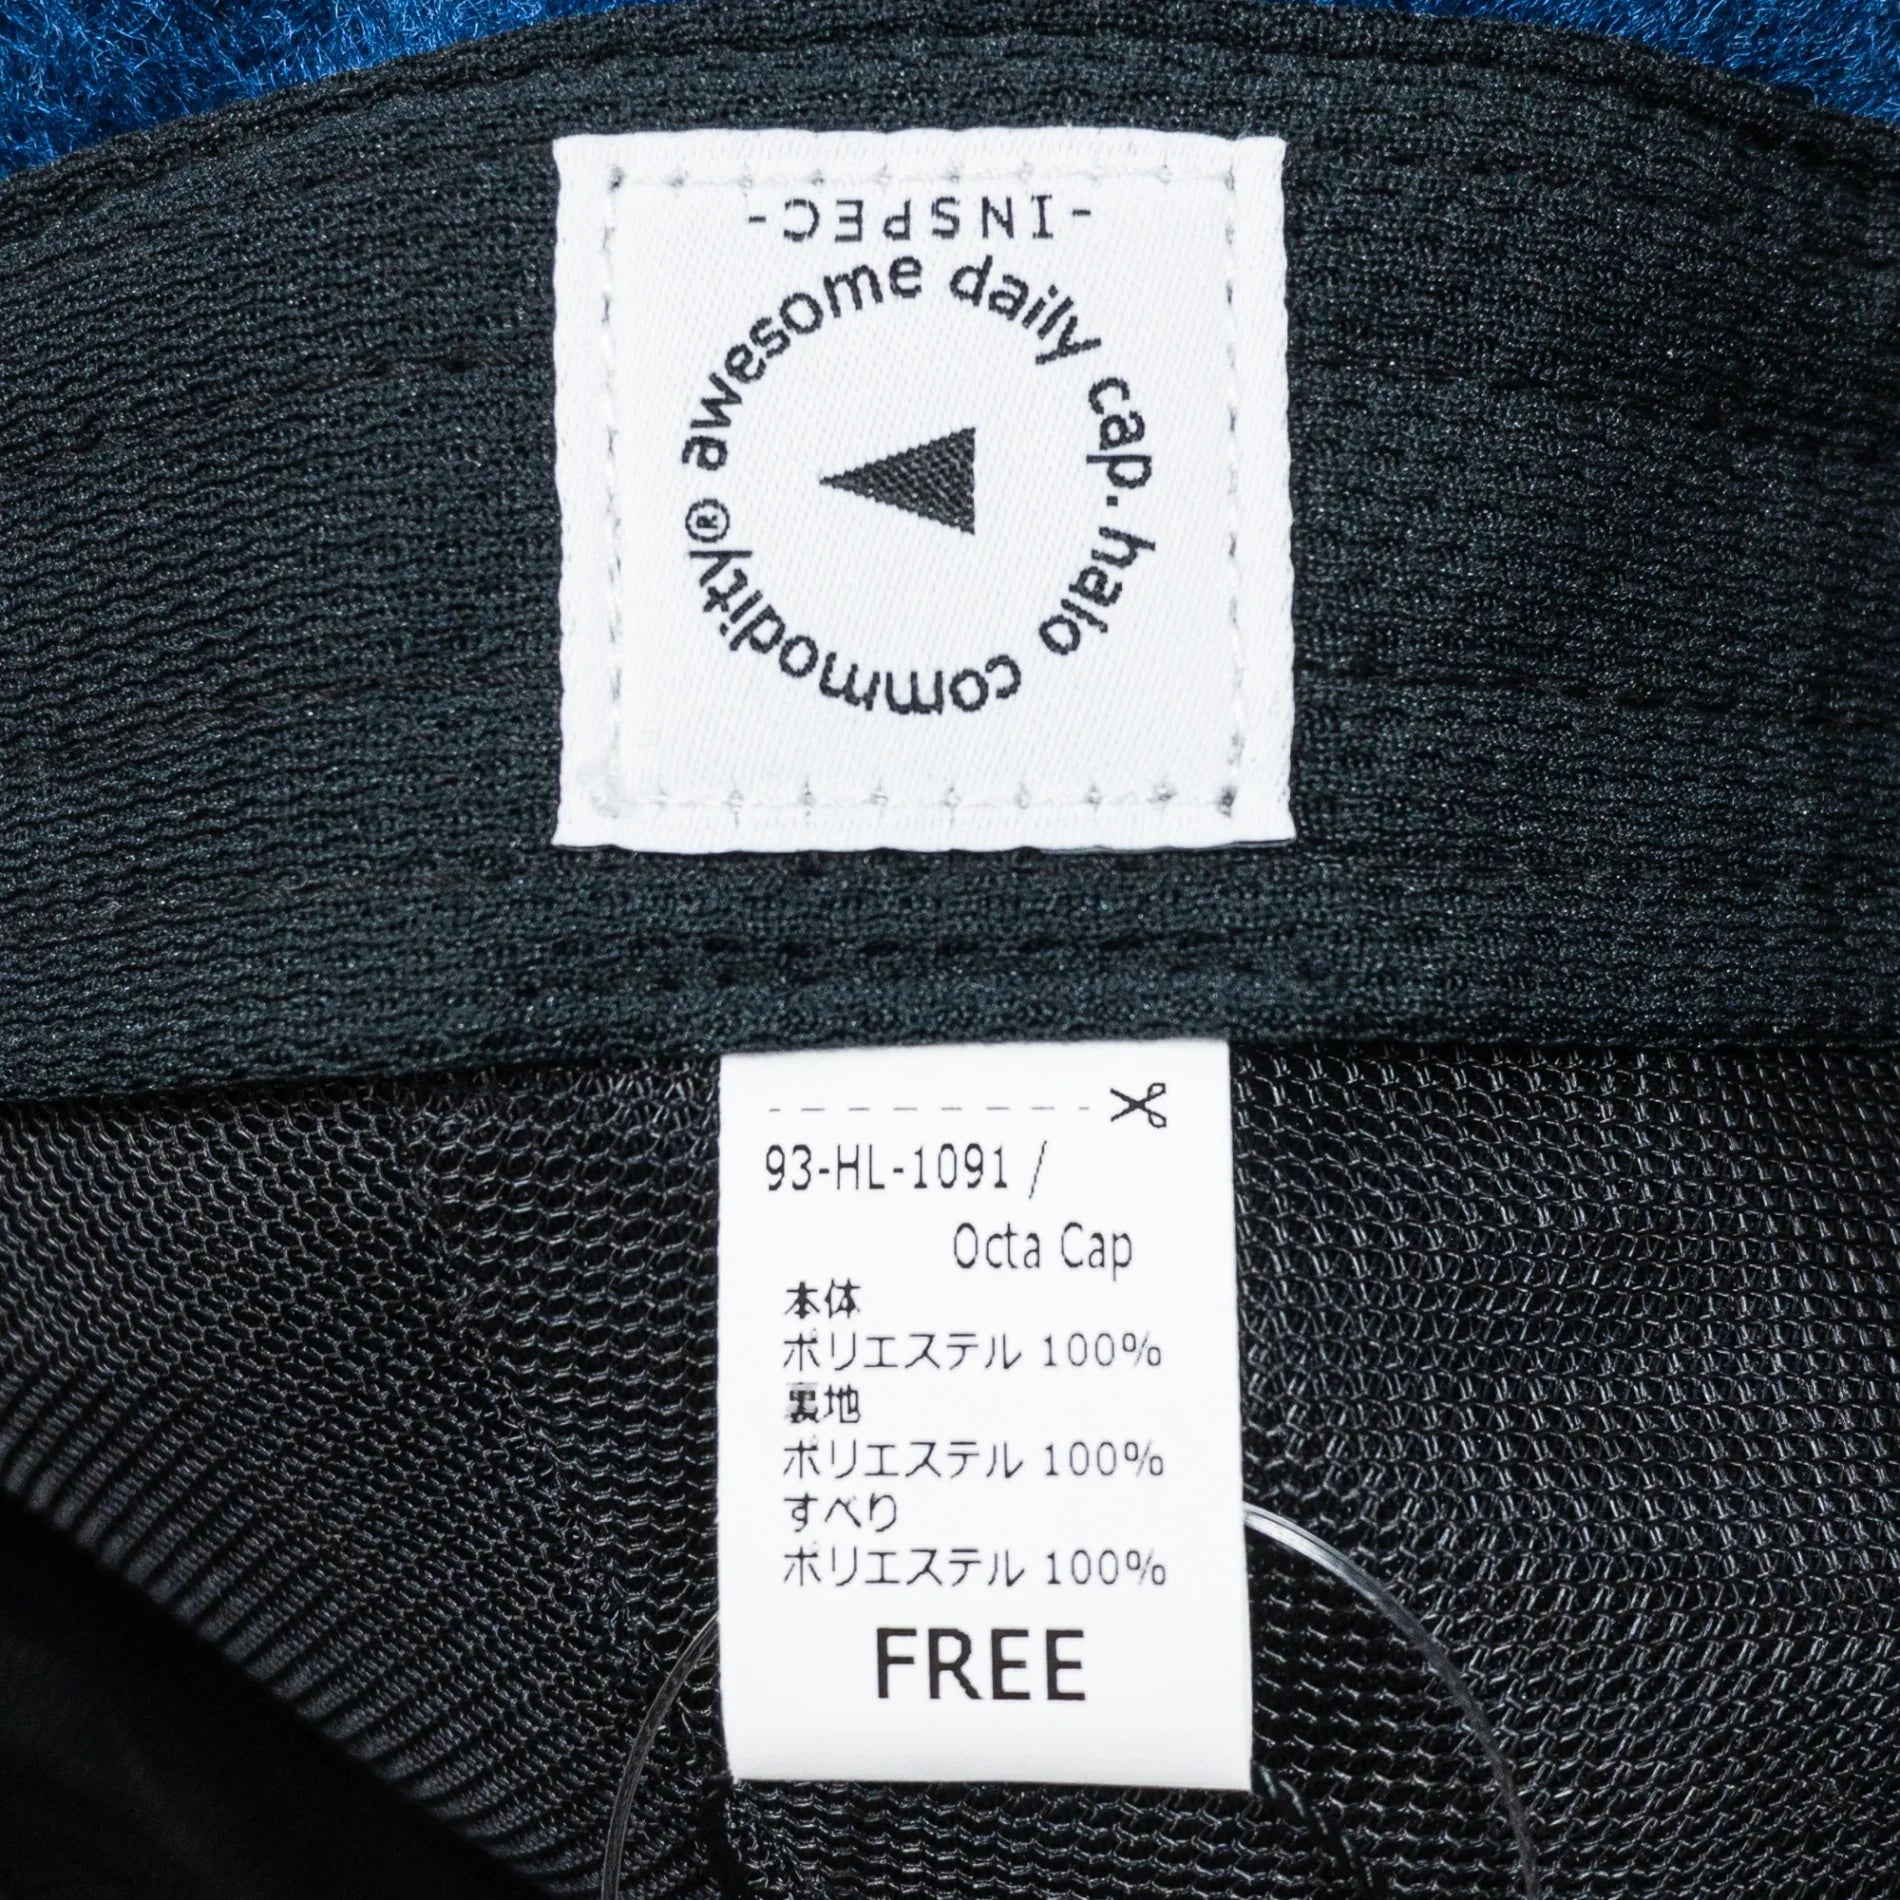 -INSPEC-
awesome daily cap. halo commodity®
93-HL-1091 /
Octa Cap
本体
ポリエステル 100%
裏地
ポリエステル 100%
すべり
ポリエステル 100%
FREE